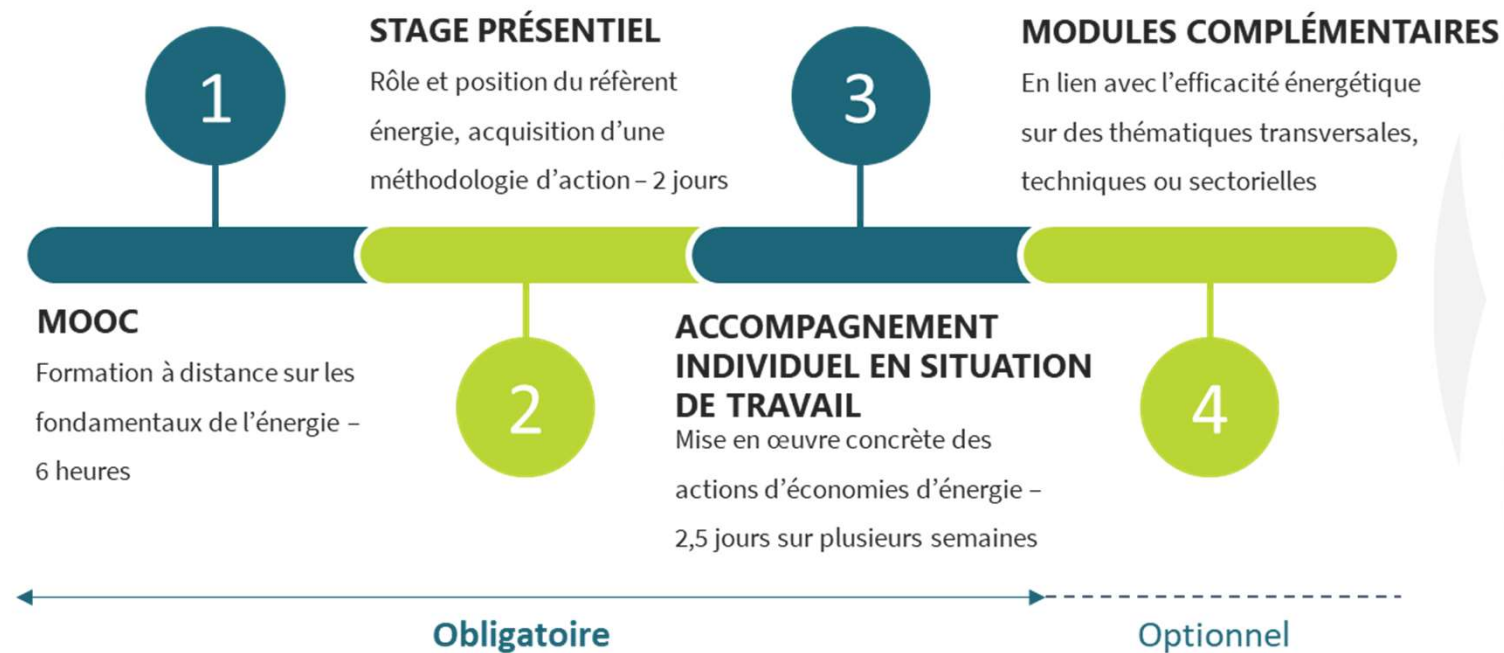 1
MOOC
Formation à distance sur les
fondamentaux de l’énergie –
6 heures
STAGE PRÉSENTIEL
Rôle et position du réfèrent
énergie, acquisition d’une
méthodologie d’action – 2 jours
2
3
ACCOMPAGNEMENT
INDIVIDUEL EN SITUATION
DE TRAVAIL
Mise en œuvre concrète des
actions d’économies d’énergie –
2,5 jours sur plusieurs semaines
MODULES COMPLÉMENTAIRES
En lien avec l’efficacité énergétique
sur des thématiques transversales,
techniques ou sectorielles
4
Obligatoire
Optionnel